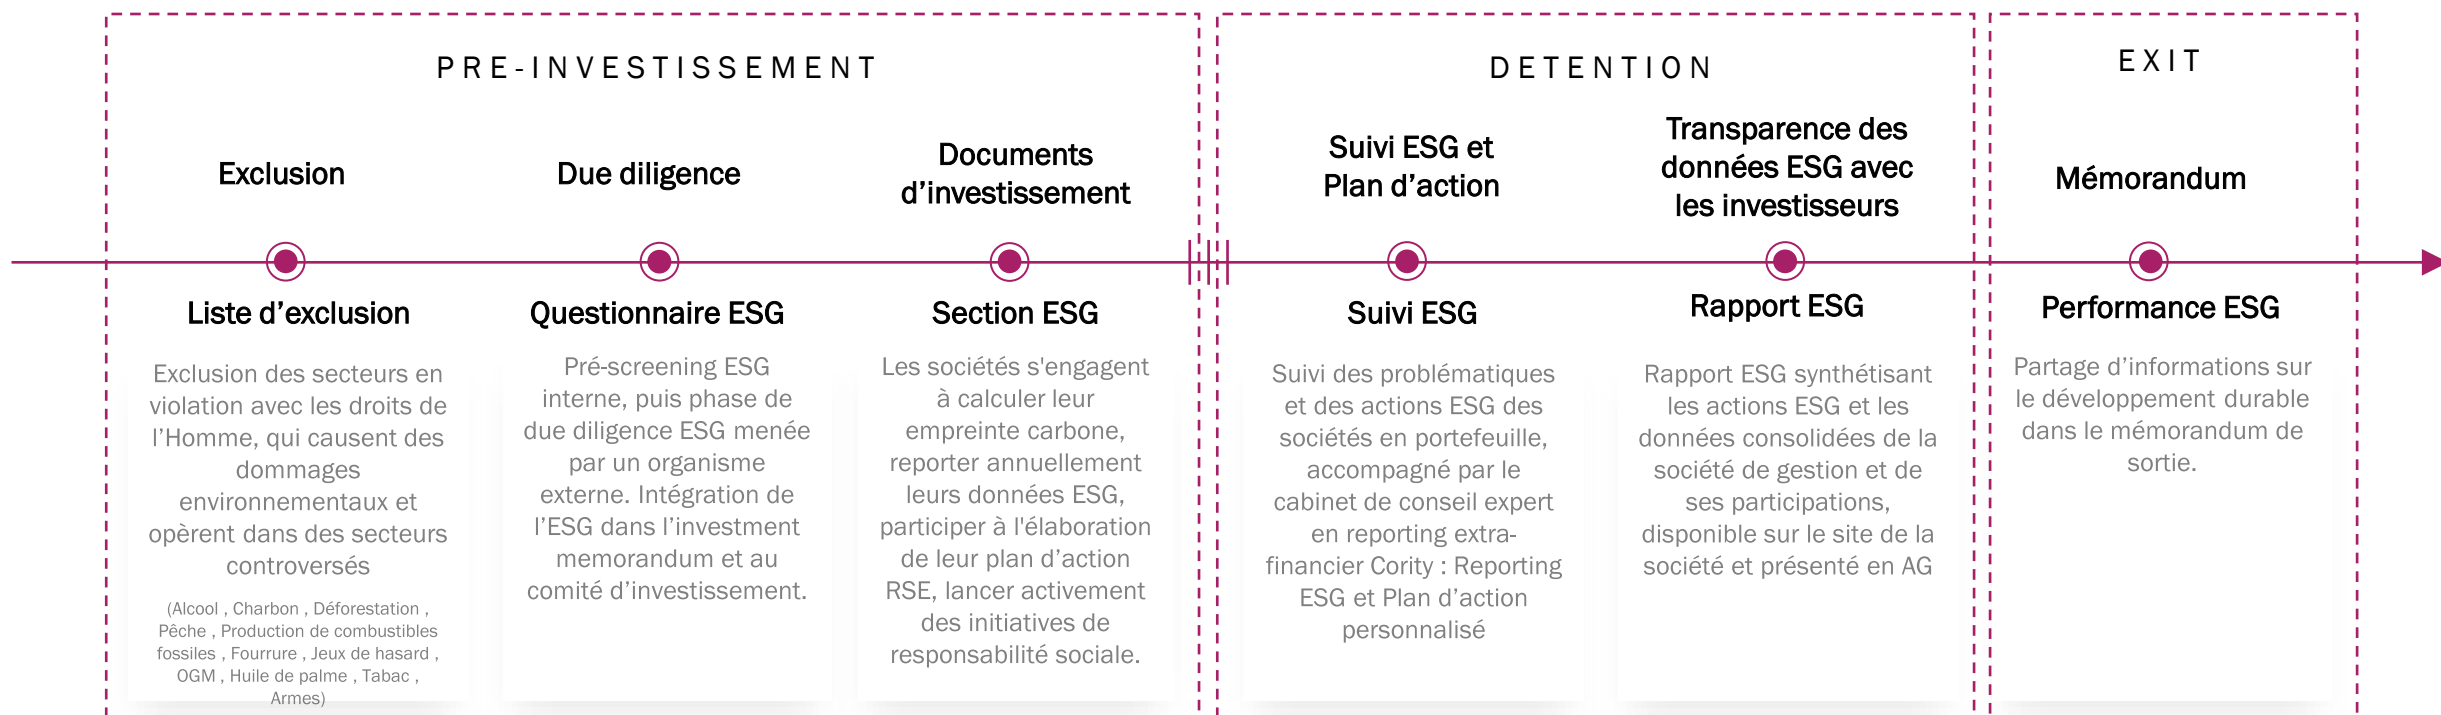 PRE-INVESTISSEMENT
Exclusion
Due diligence
Documents
d’investissement
Liste d’exclusion
Exclusion des secteurs en
violation avec les droits de
l’Homme, qui causent des
dommages
environnementaux et
opèrent dans des secteurs
controversés
(Alcool , Charbon , Déforestation ,
Pêche , Production de combustibles
fossiles , Fourrure , Jeux de hasard ,
OGM , Huile de palme , Tabac ,
Armes)
Questionnaire ESG
Pré-screening ESG
interne, puis phase de
due diligence ESG menée
par un organisme
externe. Intégration de
l’ESG dans l’investment
memorandum et au
comité d’investissement.
Section ESG
Les sociétés s'engagent
à calculer leur
empreinte carbone,
reporter annuellement
leurs données ESG,
participer à l'élaboration
de leur plan d’action
RSE, lancer activement
des initiatives de
responsabilité sociale.
DETENTION
Suivi ESG et
Plan d’action
Transparence des
données ESG avec
les investisseurs
Suivi ESG
Suivi des problématiques
et des actions ESG des
sociétés en portefeuille,
accompagné par le
cabinet de conseil expert
en reporting extra-
financier Cority : Reporting
ESG et Plan d’action
personnalisé
Rapport ESG
Rapport ESG synthétisant
les actions ESG et les
données consolidées de la
société de gestion et de
ses participations,
disponible sur le site de la
société et présenté en AG
EXIT
Mémorandum
Performance ESG
Partage d’informations sur
le développement durable
dans le mémorandum de
sortie.